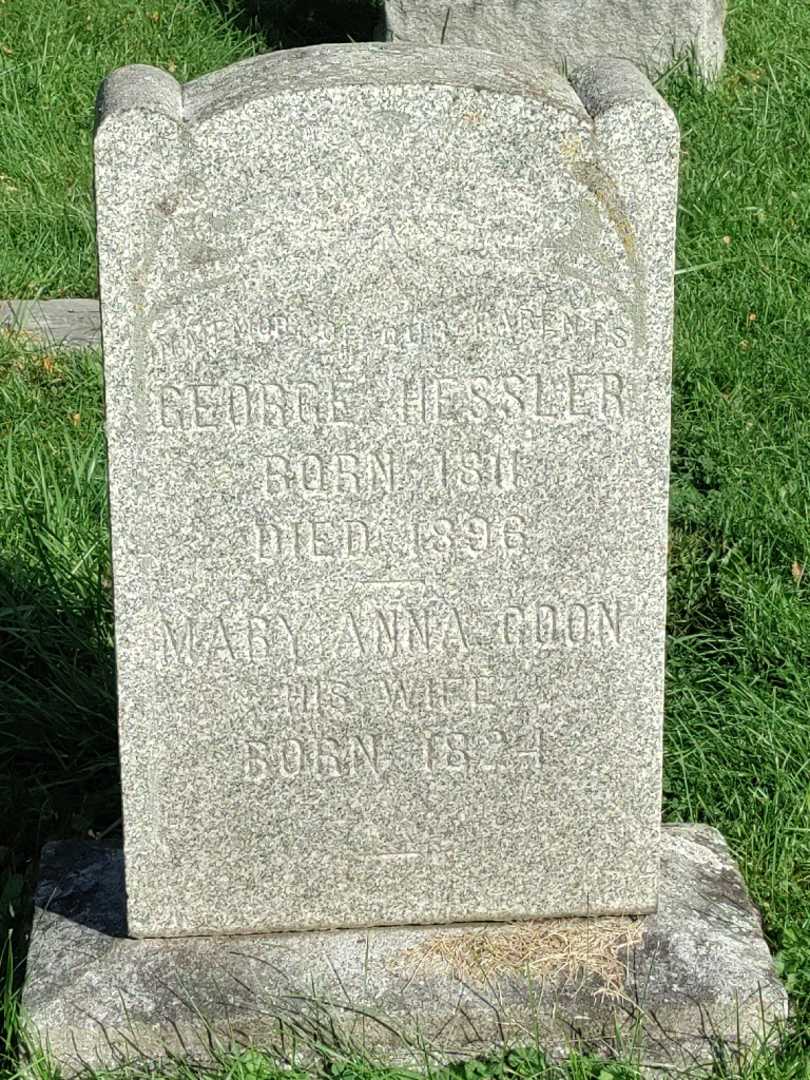 IN MEMORY OF OUR PARENTS
GEORGE HESSLER
BORN 1811
DIED 1896
MARY ANNA COON
HIS WIFE
BORN 1824